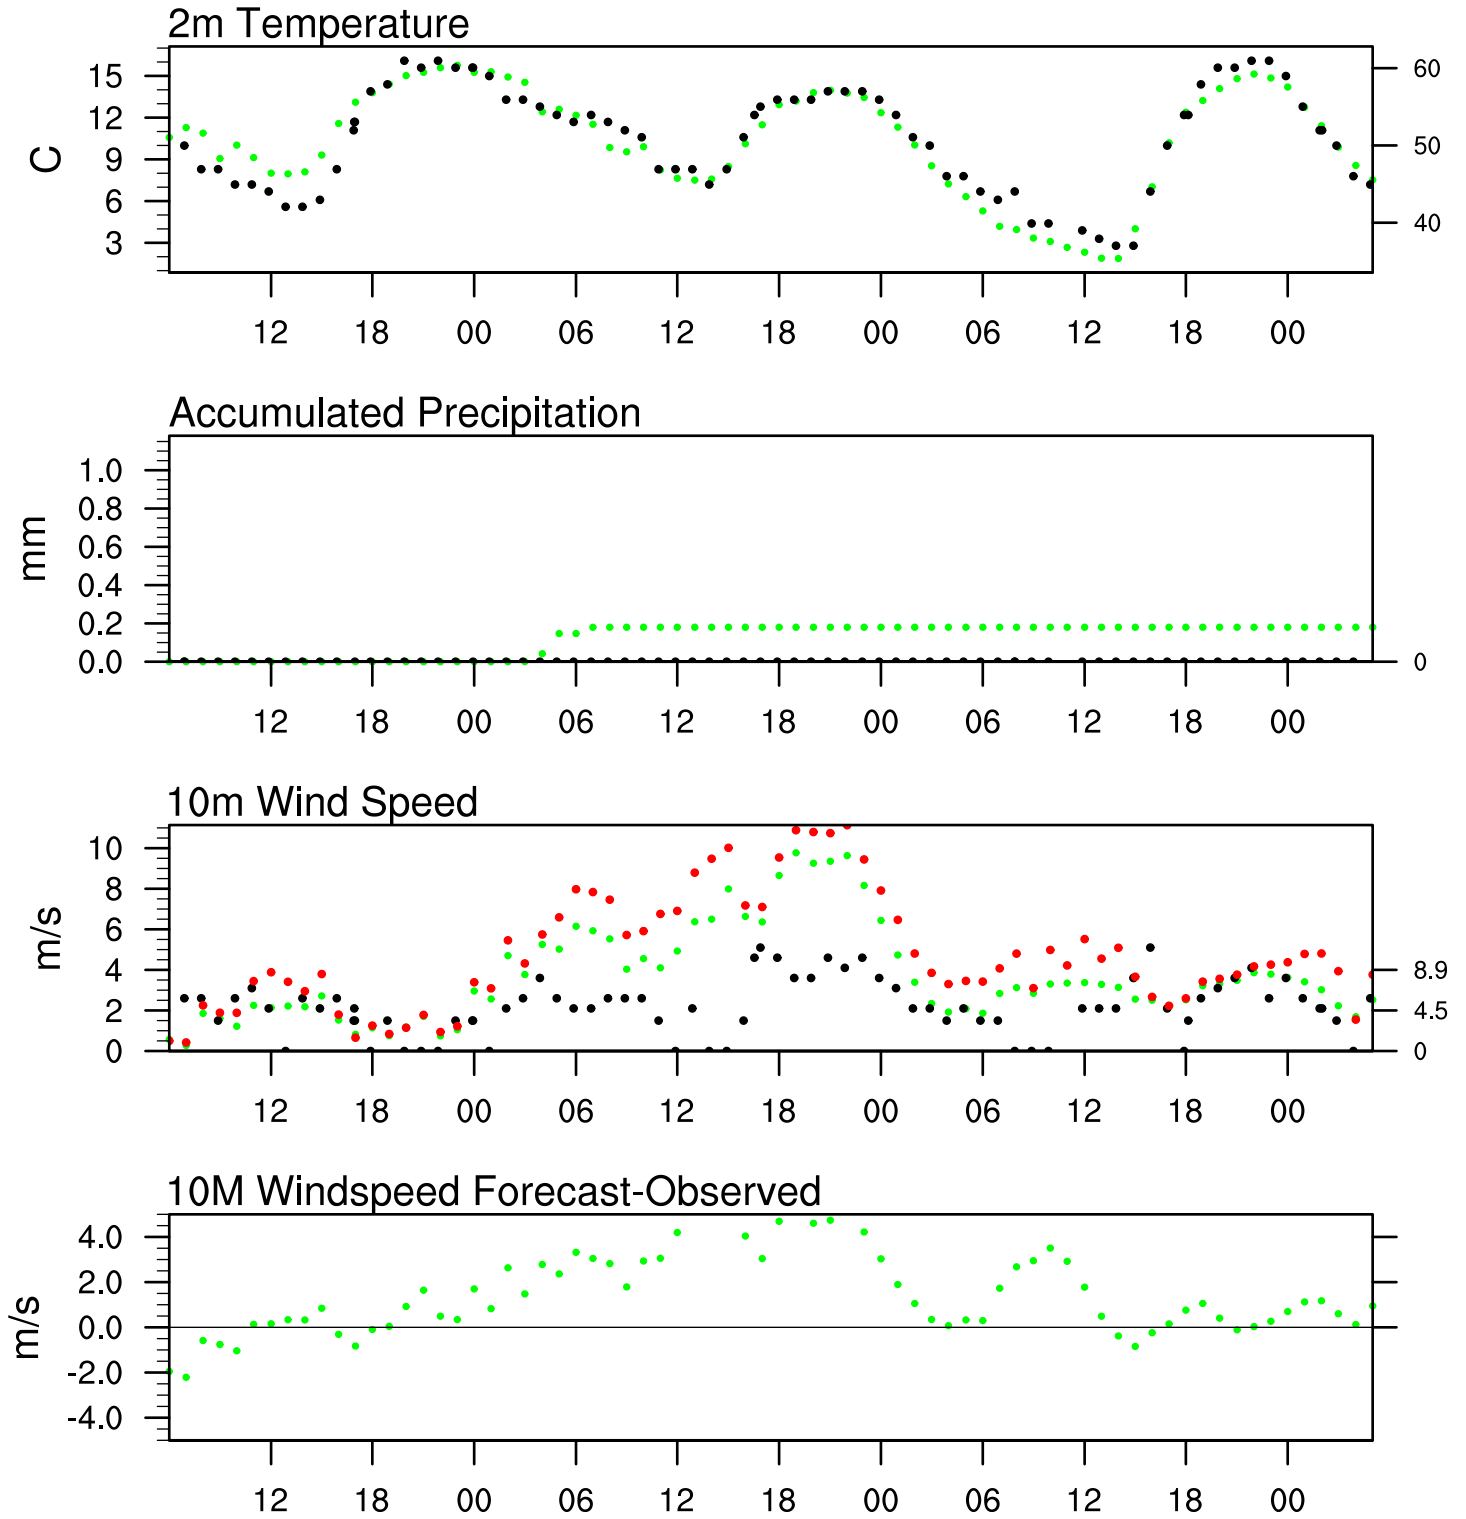 2m Temperature
15
12
9
6
3
C
60
50
40
12 18 00 06 12 18 00 06 12 18 00
Accumulated Precipitation
1.0
0.8
0.6
0.4
0.2
0.0
mm
0
12 18 00 06 12 18 00 06 12 18 00
10m Wind Speed
10
8
6
4
2
0
m/s
8.9
4.5
0
12 18 00 06 12 18 00 06 12 18 00
10M Windspeed Forecast-Observed
4.0
2.0
0.0
-2.0
-4.0
m/s
12 18 00 06 12 18 00 06 12 18 00